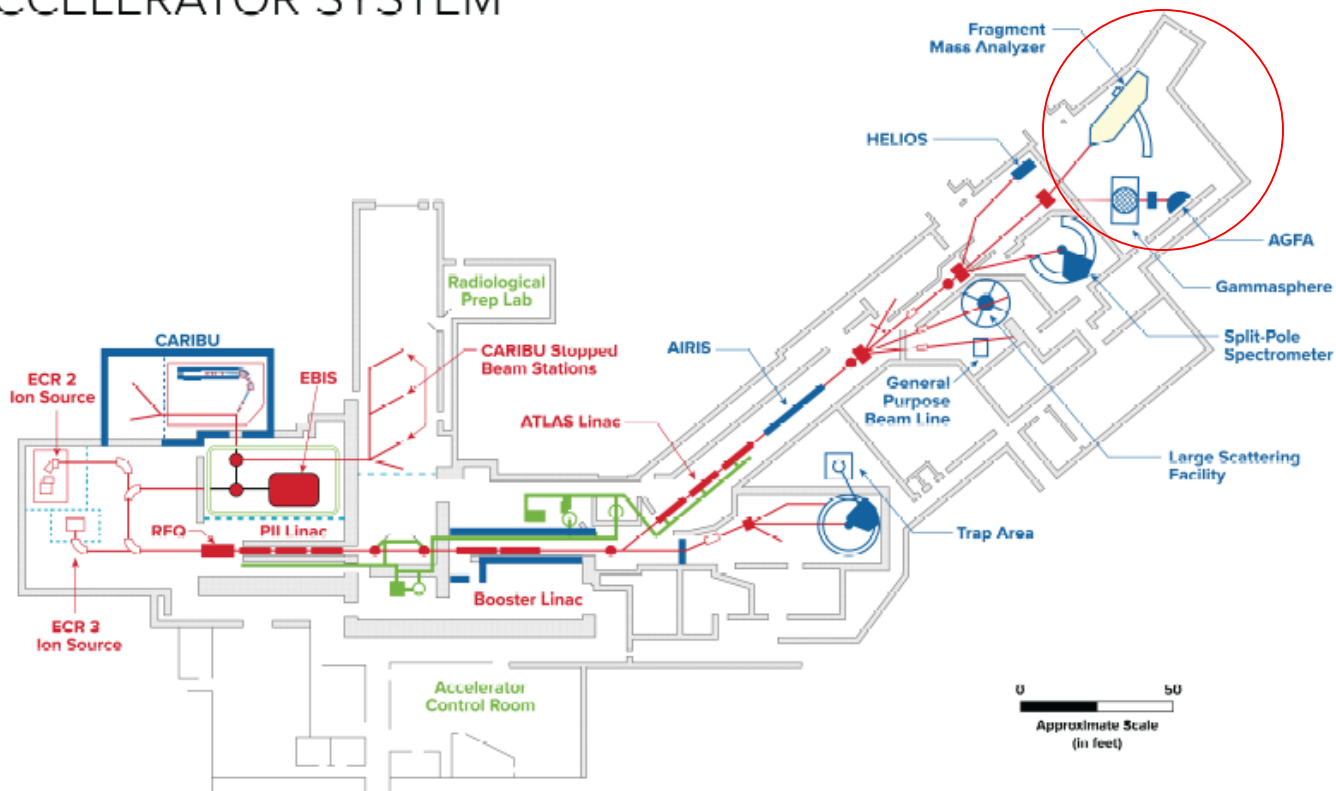 CCELERATOR SYSTEM
Fragment
Mass Analyzer
HELIOS
AGFA
Gammasphere
Split-Pole
Spectrometer
Large Scattering
Facility
Trap Area
General
Purpose
Beam Line
AIRIS
ATLAS Linac
CARIBU Stopped
Beam Stations
Radiological
Prep Lab
CARIBU
EBIS
ECR 2
Ion Source
RFQ
PII Linac
Booster Linac
ECR 3
Ion Source
Accelerator
Control Room
0
50
Approximate Scale
(in feet)